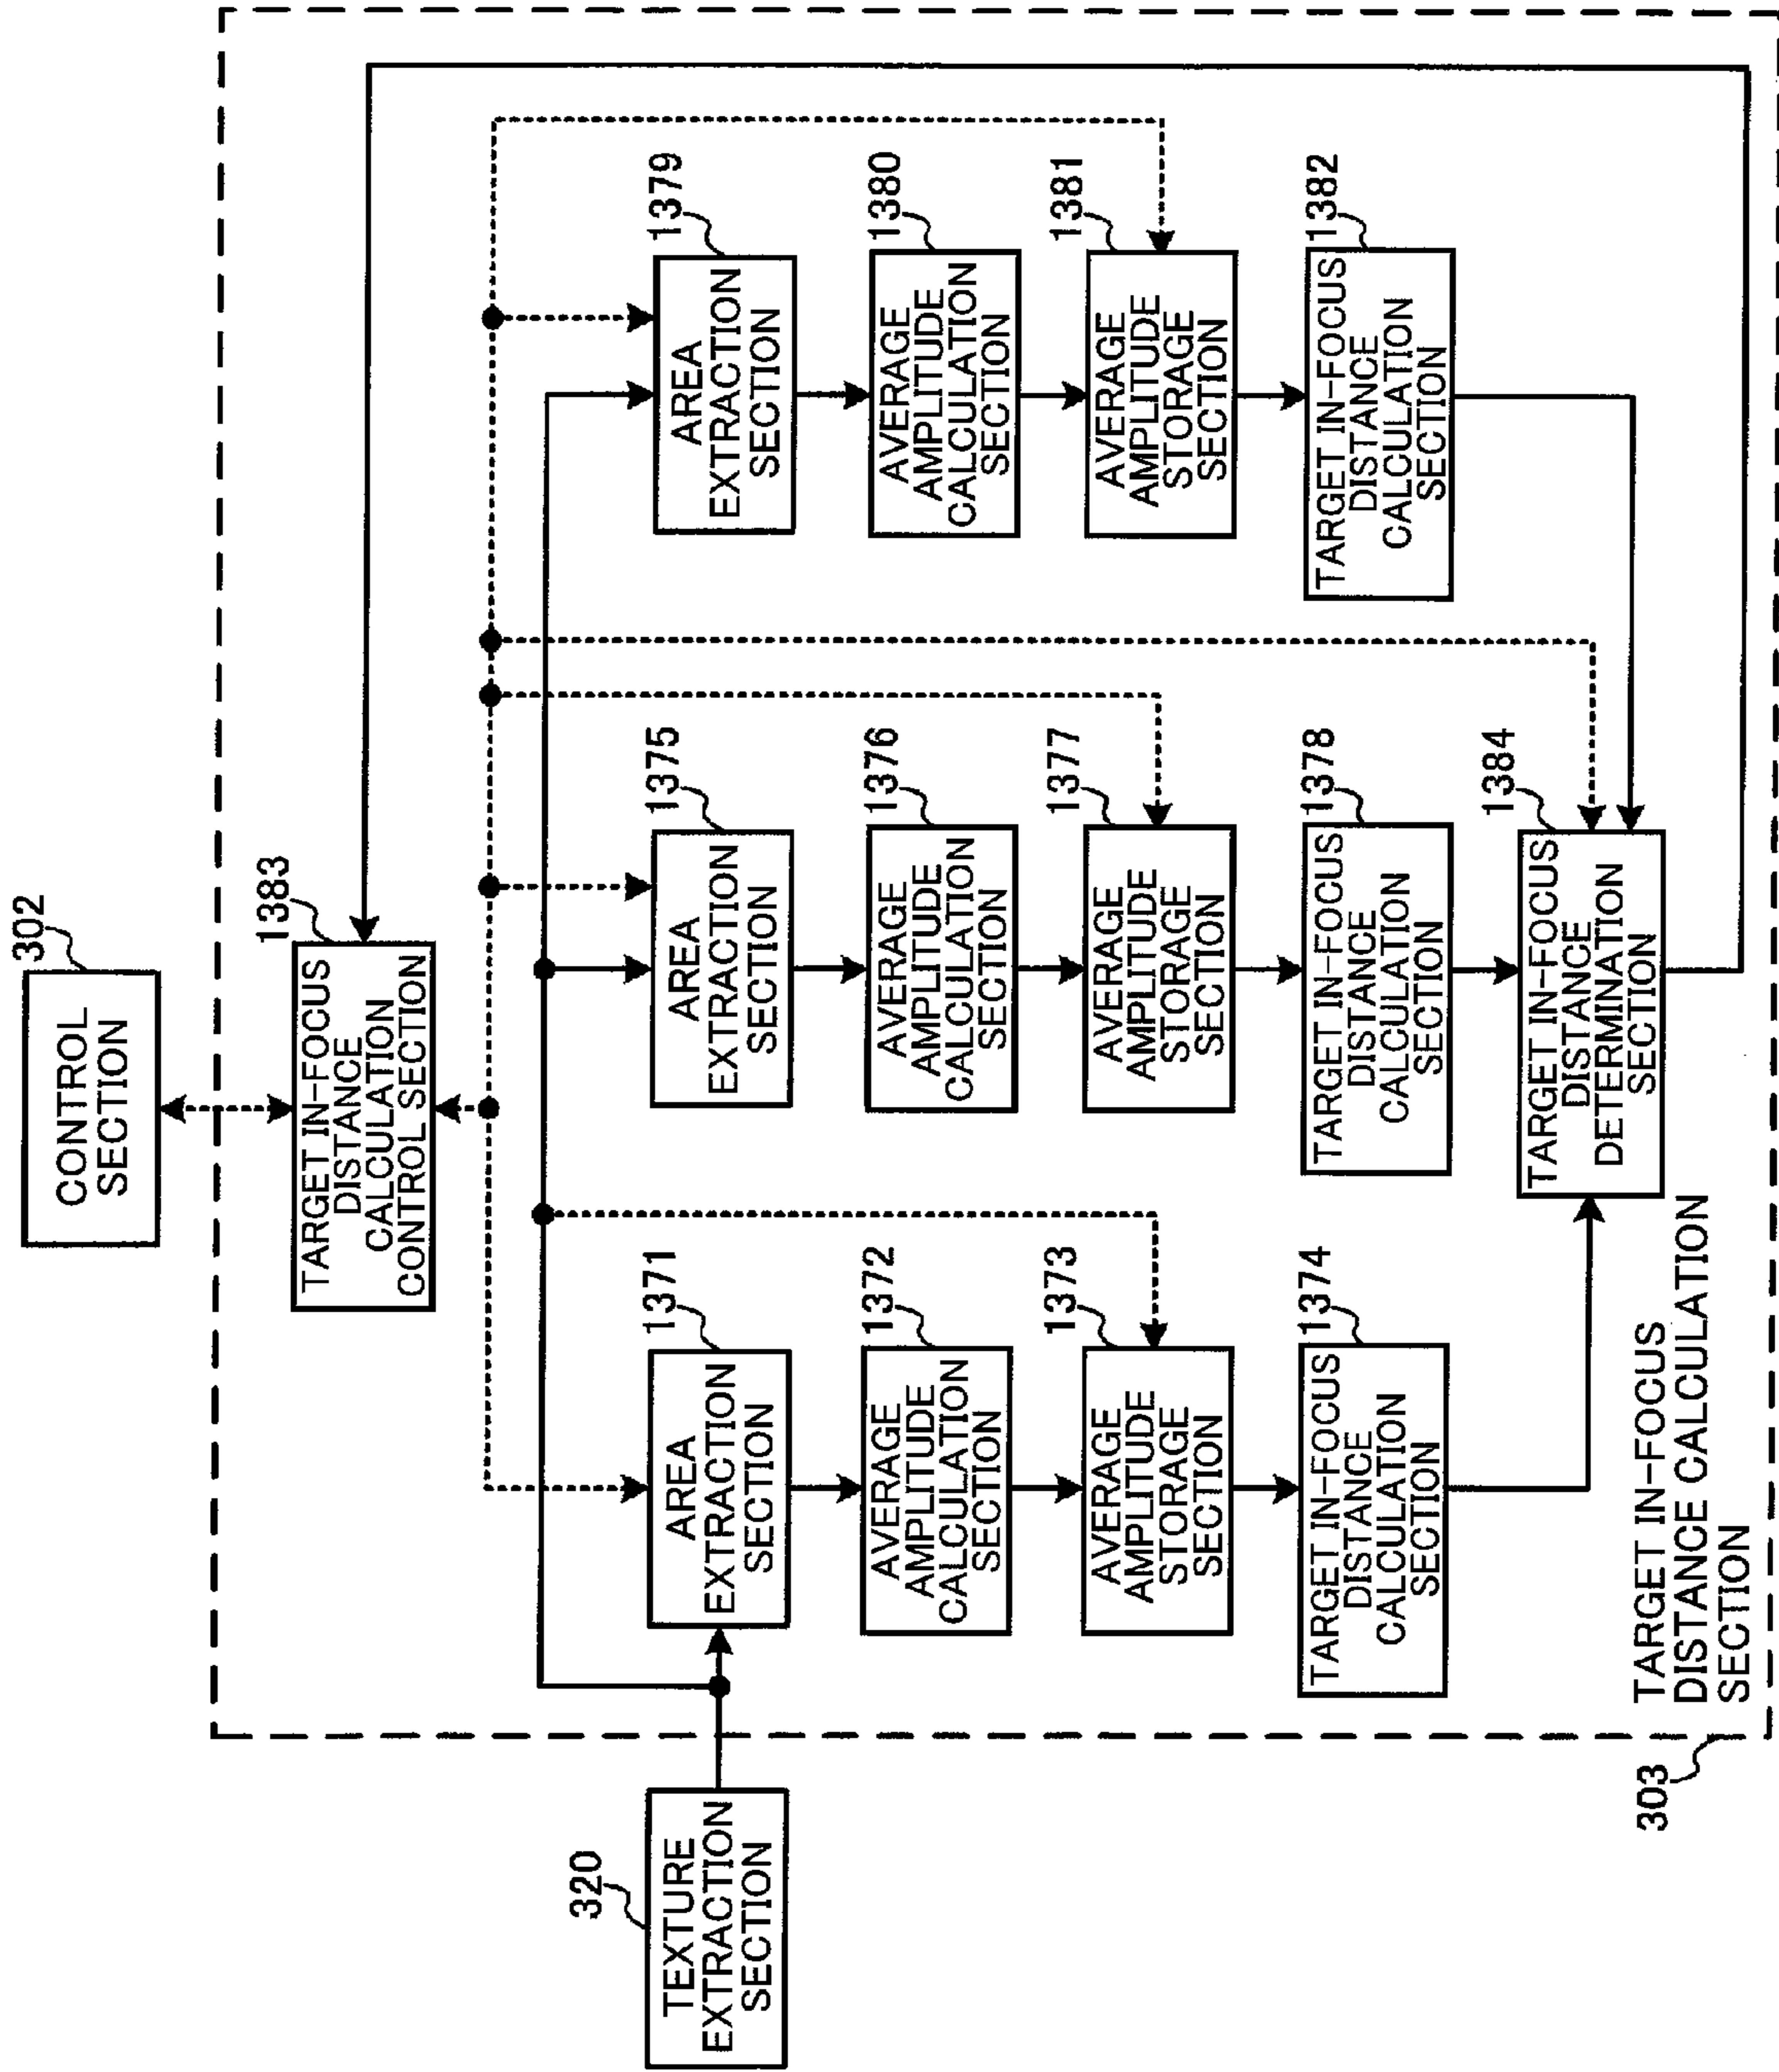 302
CONTROL
SECTION
1383
TARGET IN-FOCUS
DISTANCE
CALCULATION
CONTROL SECTION
320
TEXTURE
EXTRACTION
SECTION
1371
AREA
EXTRACTION
SECTION
1375
AREA
EXTRACTION
SECTION
1379
AREA
EXTRACTION
SECTION
1372
AVERAGE
AMPLITUDE
CALCULATION
SECTION
1376
AVERAGE
AMPLITUDE
CALCULATION
SECTION
1380
AVERAGE
AMPLITUDE
CALCULATION
SECTION
1373
AVERAGE
AMPLITUDE
STORAGE
SECTION
1377
AVERAGE
AMPLITUDE
STORAGE
SECTION
1381
AVERAGE
AMPLITUDE
STORAGE
SECTION
1374
TARGET IN-FOCUS
DISTANCE
CALCULATION
SECTION
1378
TARGET IN-FOCUS
DISTANCE
CALCULATION
SECTION
1382
TARGET IN-FOCUS
DISTANCE
CALCULATION
SECTION
1384
TARGET IN-FOCUS
DISTANCE
DETERMINATION
SECTION
303
TARGET IN-FOCUS
DISTANCE CALCULATION
SECTION